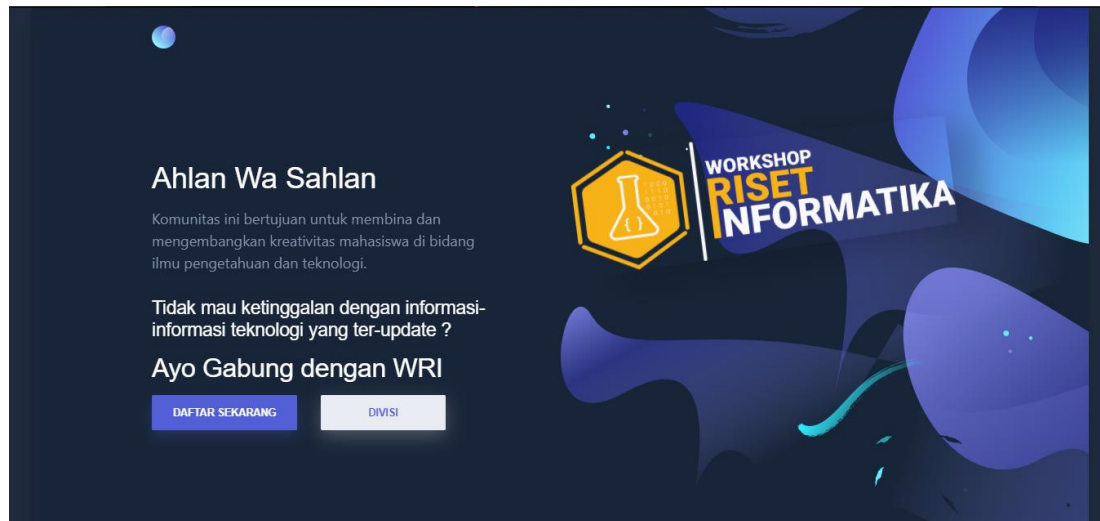 Ahlan Wa Sahlan
Komunitas ini bertujuan untuk membina dan
mengembangkan kreativitas mahasiswa di bidang
ilmu pengetahuan dan teknologi.
Tidak mau ketinggalan dengan informasi-
informasi teknologi yang ter-update ?
Ayo Gabung dengan WRI
DAFTAR SEKARANG
DIVISI
WORKSHOP
RISET
INFORMATIKA
{ }